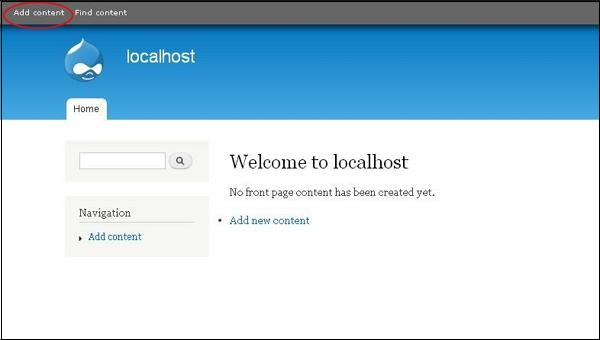 Add content Find content
localhost
Home
Welcome to localhost
No front page content has been created yet.
Navigation
Add new content
Add content